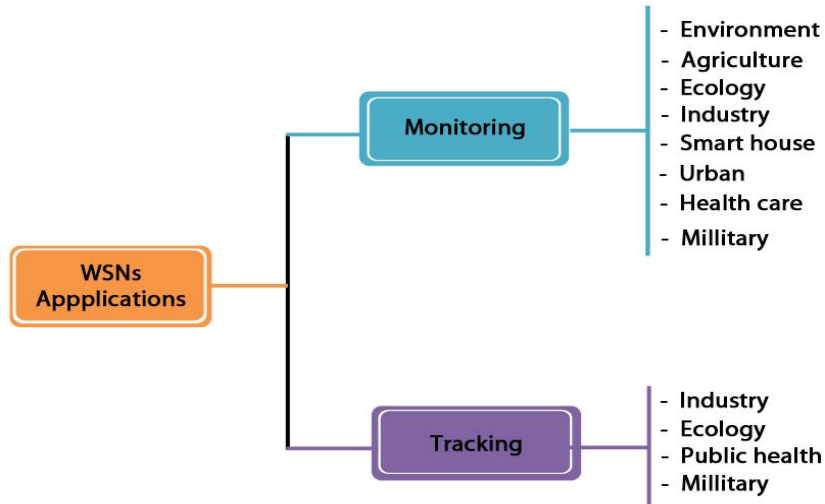 - Environment
- Agriculture
- Ecology
- Industry
- Smart house
- Urban
- Health care
- Millitary
Monitoring
WSNs
Appplications
Tracking
- Industry
- Ecology
- Public health
- Millitary